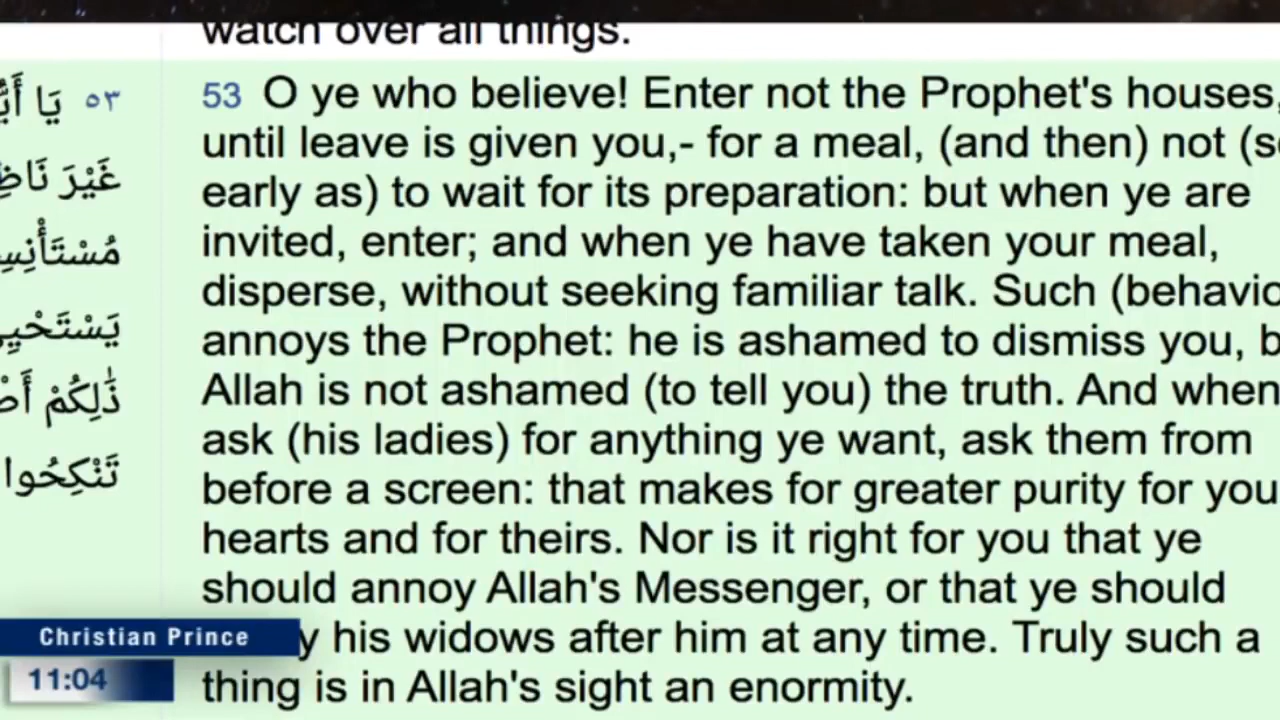 watch over all things.
53 O ye who believe! Enter not the Prophet's houses,
until leave is given you,- for a meal, (and then) not
early as) to wait for its preparation: but when ye are
invited, enter; and when ye have taken your meal,
disperse, without seeking familiar talk. Such
annoys the Prophet: he is ashamed to dismiss you,
Allah is not ashamed (to tell you) the truth. And when
ask (his ladies) for anything ye want, ask them from
before a screen: that makes for greater purity for
hearts and for theirs. Nor is it right for you that ye
should annoy Allah's Messenger, or that ye should
his widows after him at any time. Truly such a
thing is in Allah's sight an enormity.
٥٣ يَا
غَيْرَ
يَسْتَحْيِي
ذَٰلِكُمْ
تَنْكِحُوا
Christian Prince
11:04